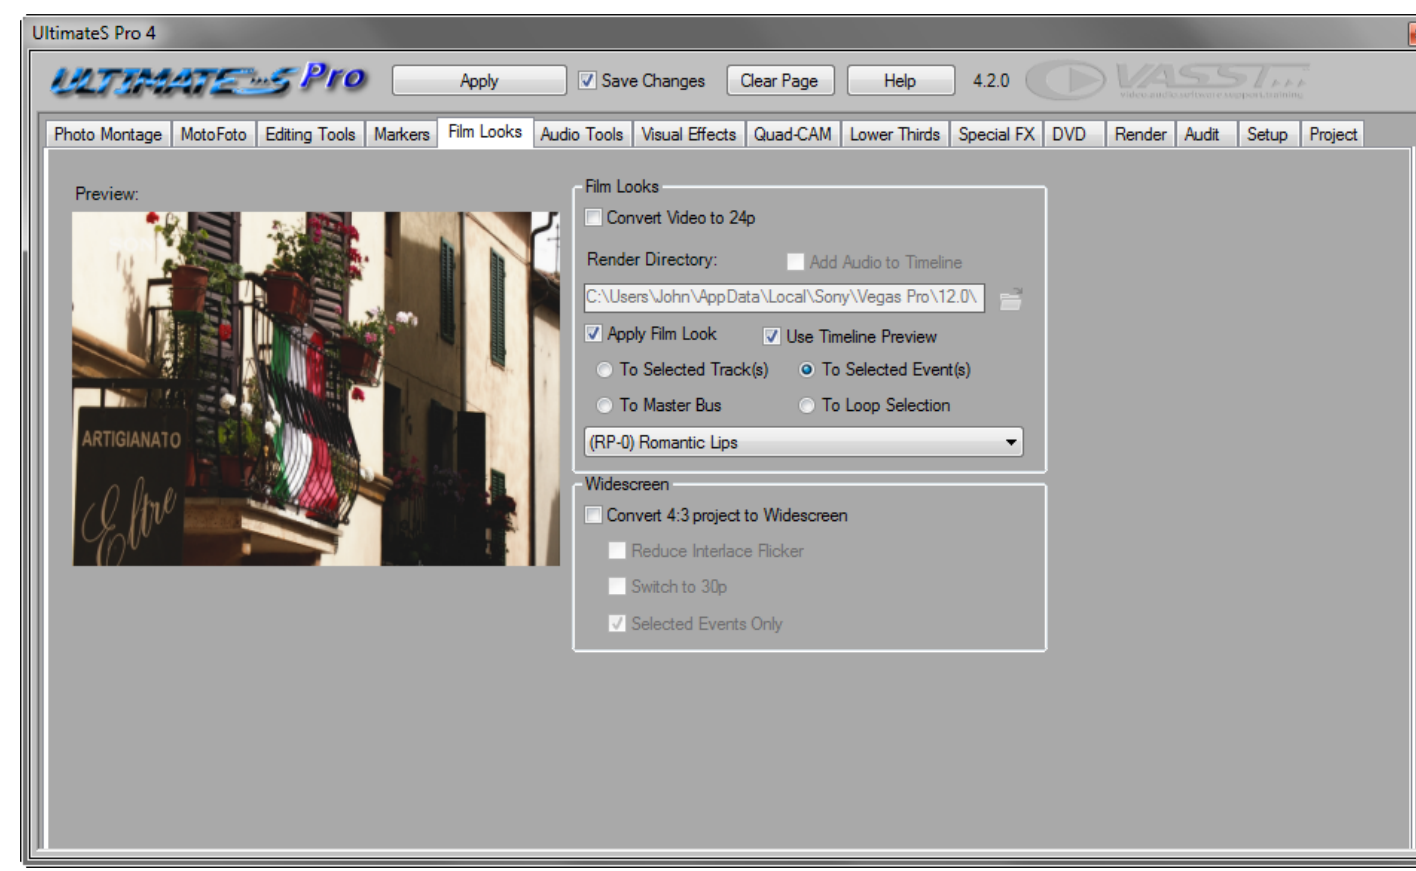 UltimateS Pro 4
ULTIMATE...S Pro
Apply
Save Changes
Clear Page
Help
4.2.0
VASST...
Photo Montage
MotoFoto
Editing Tools
Markers
Film Looks
Audio Tools
Visual Effects
Quad-CAM
Lower Thirds
Special FX
DVD
Render
Audit
Setup
Project
Preview:
ARTIGIANATO
Film Looks
Convert Video to 24p
Render Directory:
Add Audio to Timeline
C:\Users\John\AppData\Local\Sony\Vegas Pro\12.0\
Apply Film Look
Use Timeline Preview
To Selected Track(s)
To Selected Event(s)
To Master Bus
To Loop Selection
(RP-0) Romantic Lips
Widescreen
Convert 4:3 project to Widescreen
Reduce Interlace Flicker
Switch to 30p
Selected Events Only